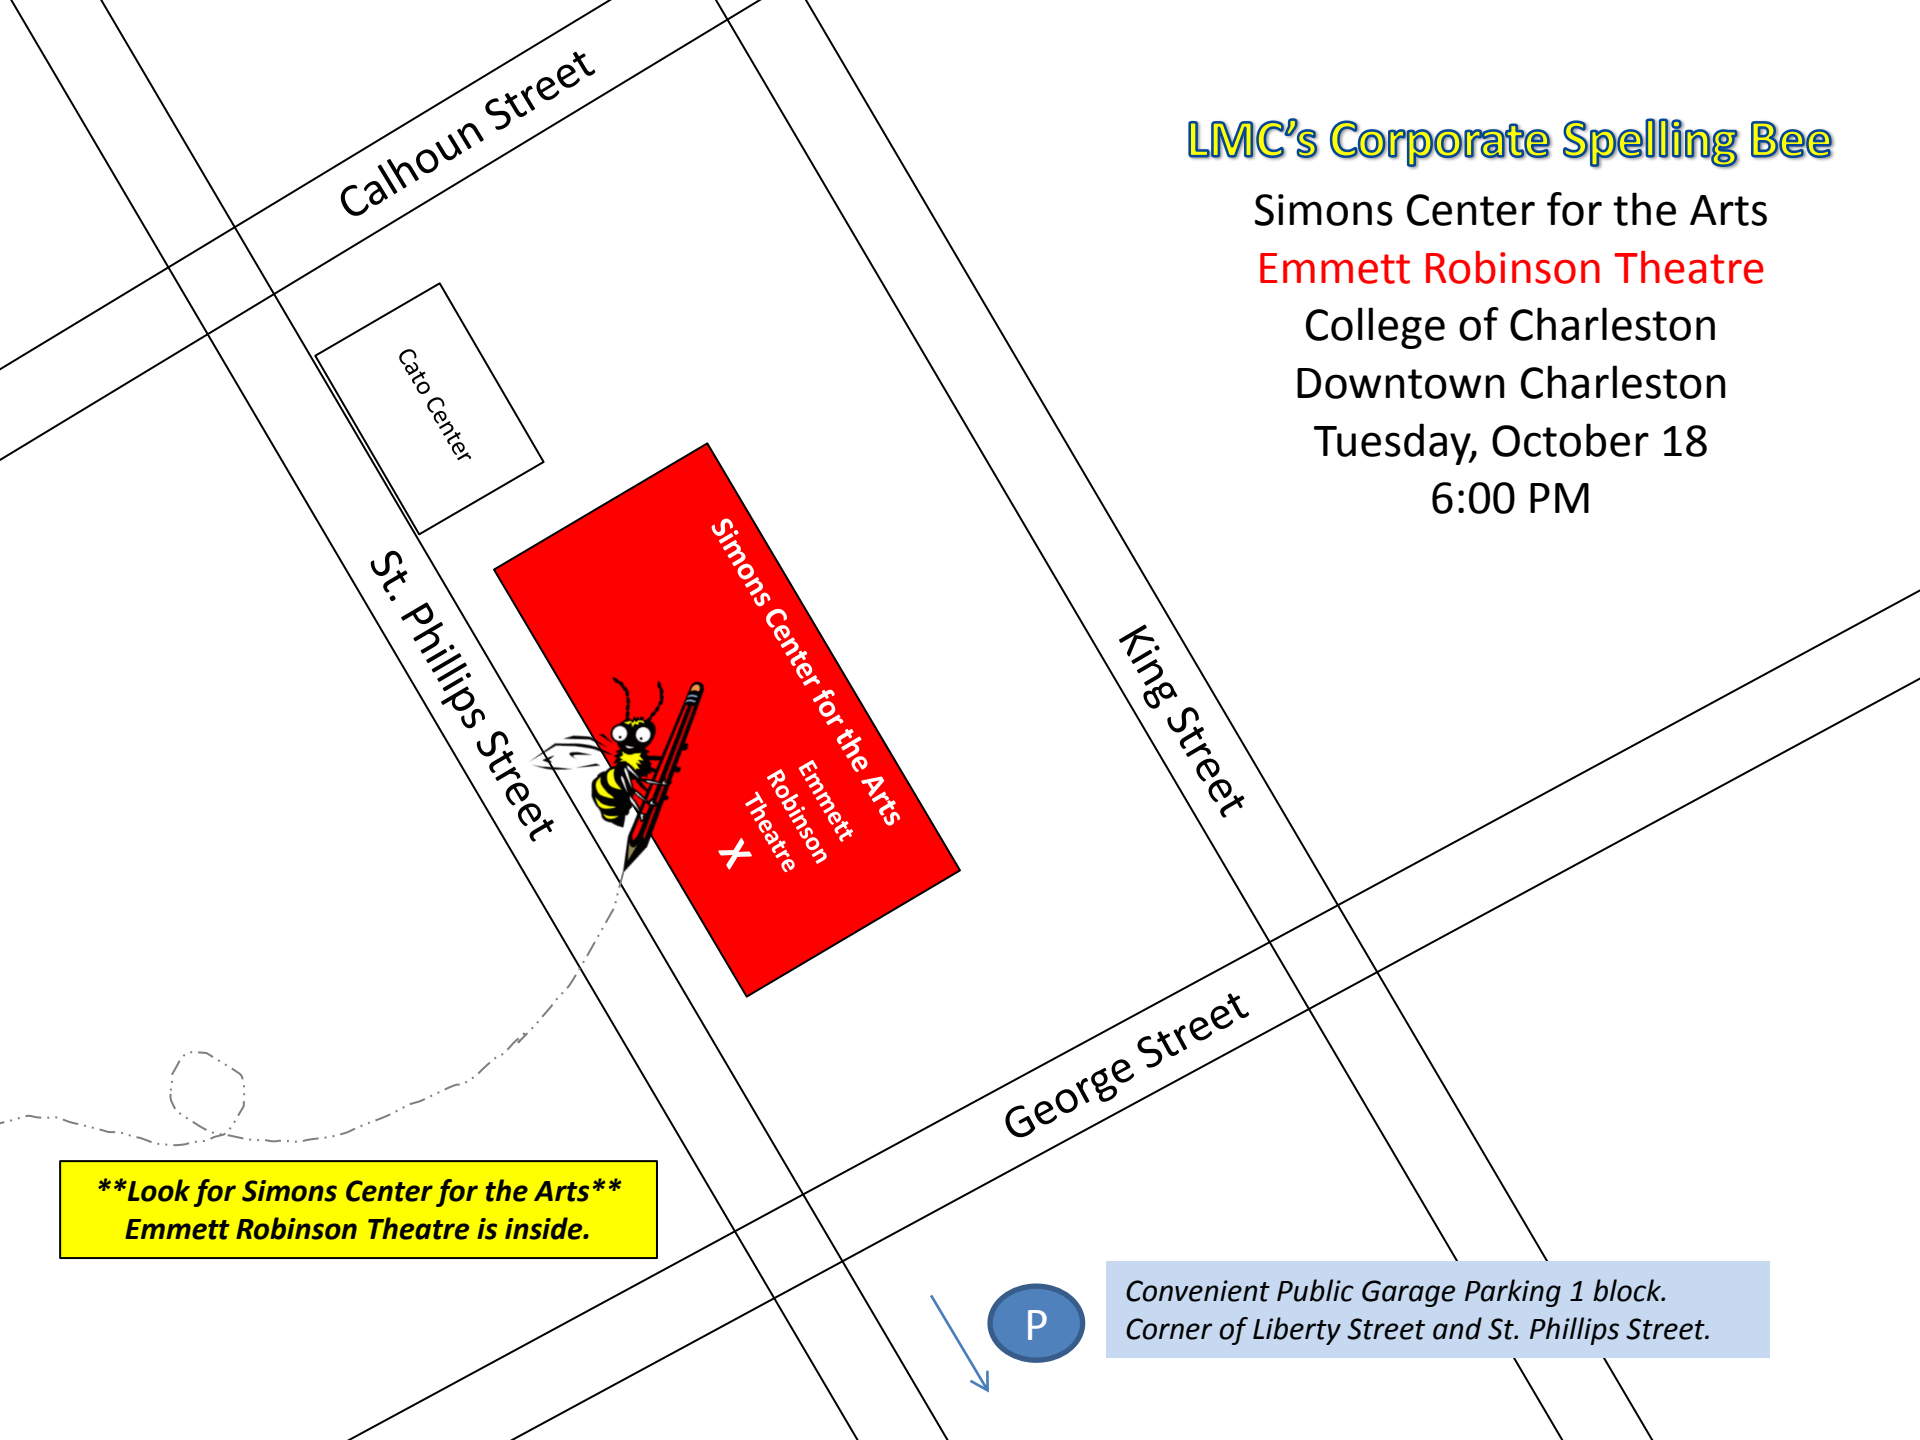 Calhoun Street
LMC's Corporate Spelling Bee
Simons Center for the Arts
Emmett Robinson Theatre
College of Charleston
Downtown Charleston
Tuesday, October 18
6:00 PM
Cato Center
St. Phillips Street
Simons Center for the Arts
Emmett
Robinson
Theatre
X
King Street
George Street
**Look for Simons Center for the Arts**
Emmett Robinson Theatre is inside.
P
Convenient Public Garage Parking 1 block.
Corner of Liberty Street and St. Phillips Street.